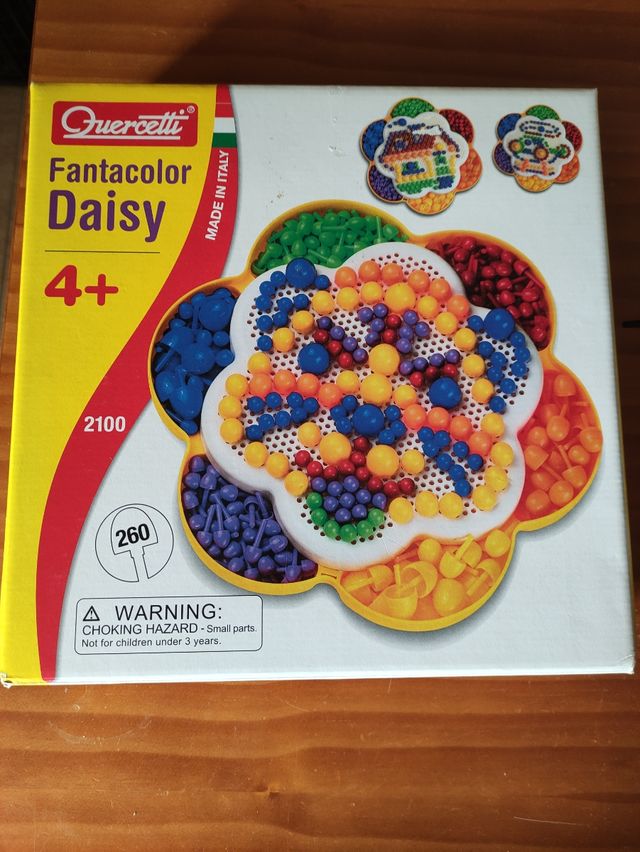 Quercetti®
Fantacolor
Daisy
4+
MADE IN ITALY
2100
260
⚠ WARNING:
CHOKING HAZARD - Small parts.
Not for children under 3 years.